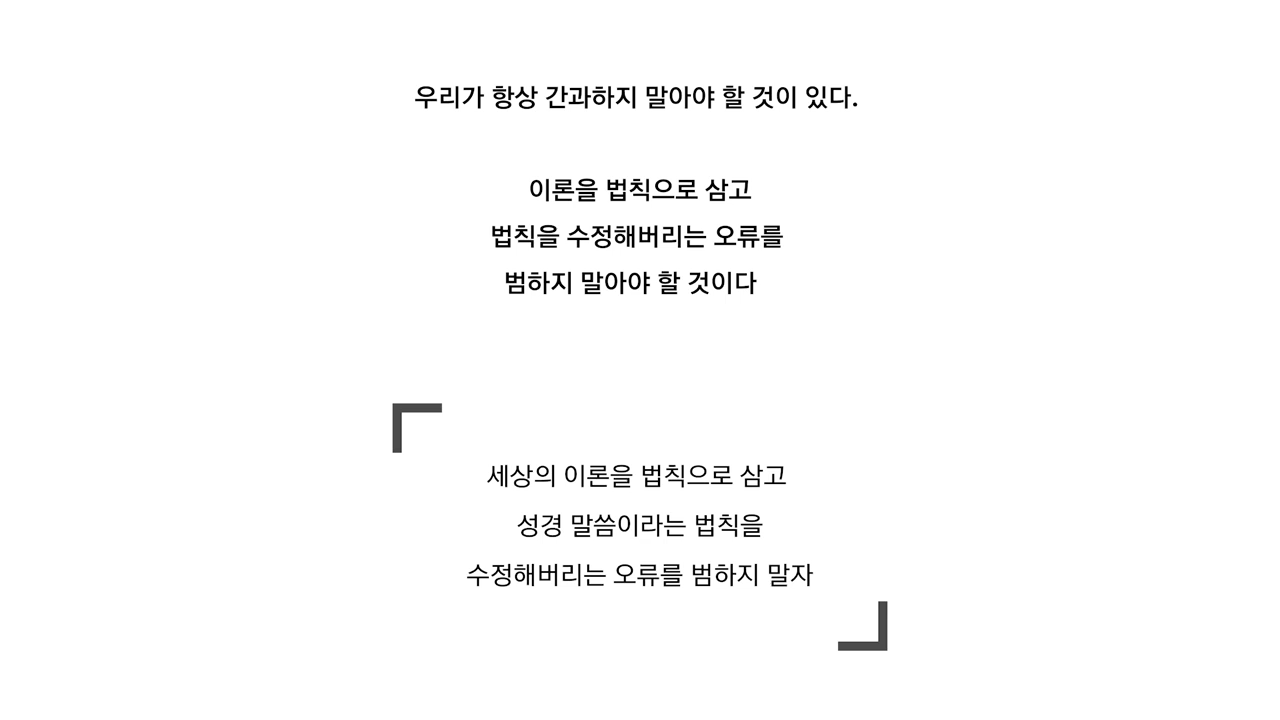 우리가 항상 간과하지 말아야 할 것이 있다.
이론을 법칙으로 삼고
법칙을 수정해버리는 오류를
범하지 말아야 할 것이다
세상의 이론을 법칙으로 삼고
성경 말씀이라는 법칙을
수정해버리는 오류를 범하지 말자